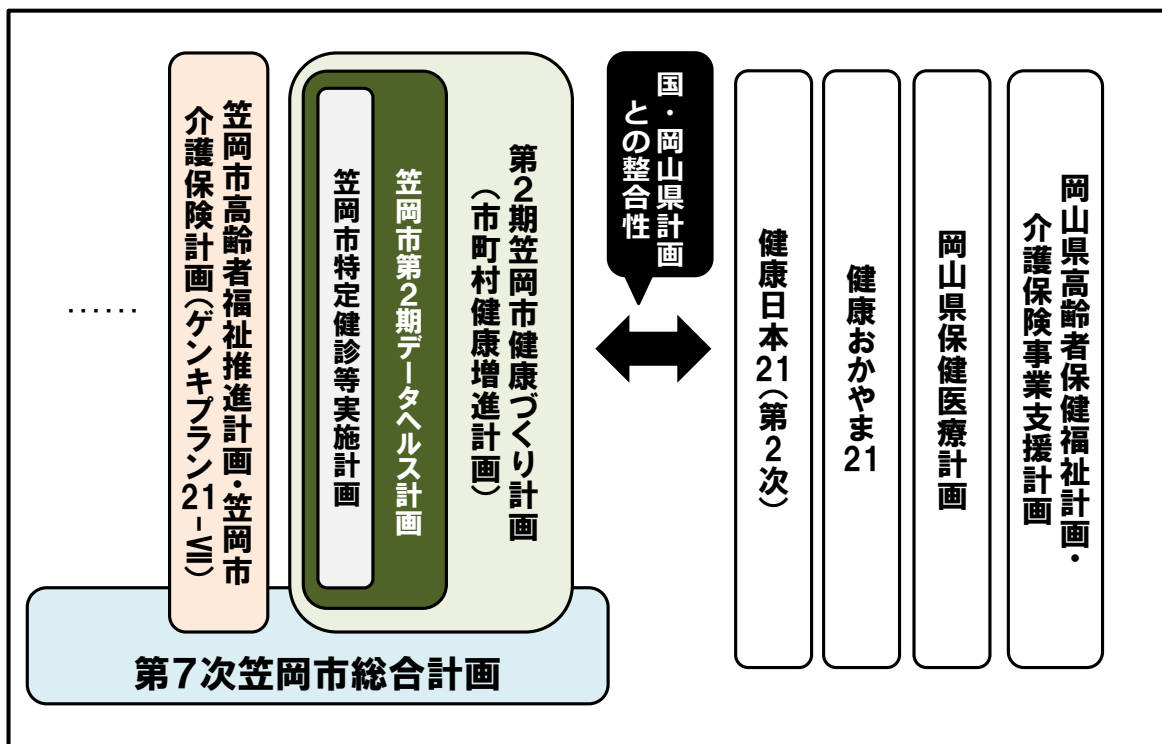 ……
笠岡市高齢者福祉推進計画・笠岡市
介護保険計画（ゲンキプラン21-Ⅷ）
第２期笠岡市健康づくり計画
（市町村健康増進計画）
笠岡市第２期データヘルス計画
笠岡市特定健診等実施計画
国・岡山県計画
との整合性
健康日本21（第２次）
健康おかやま21
岡山県保健医療計画
岡山県高齢者保健福祉計画・
介護保険事業支援計画
第７次笠岡市総合計画